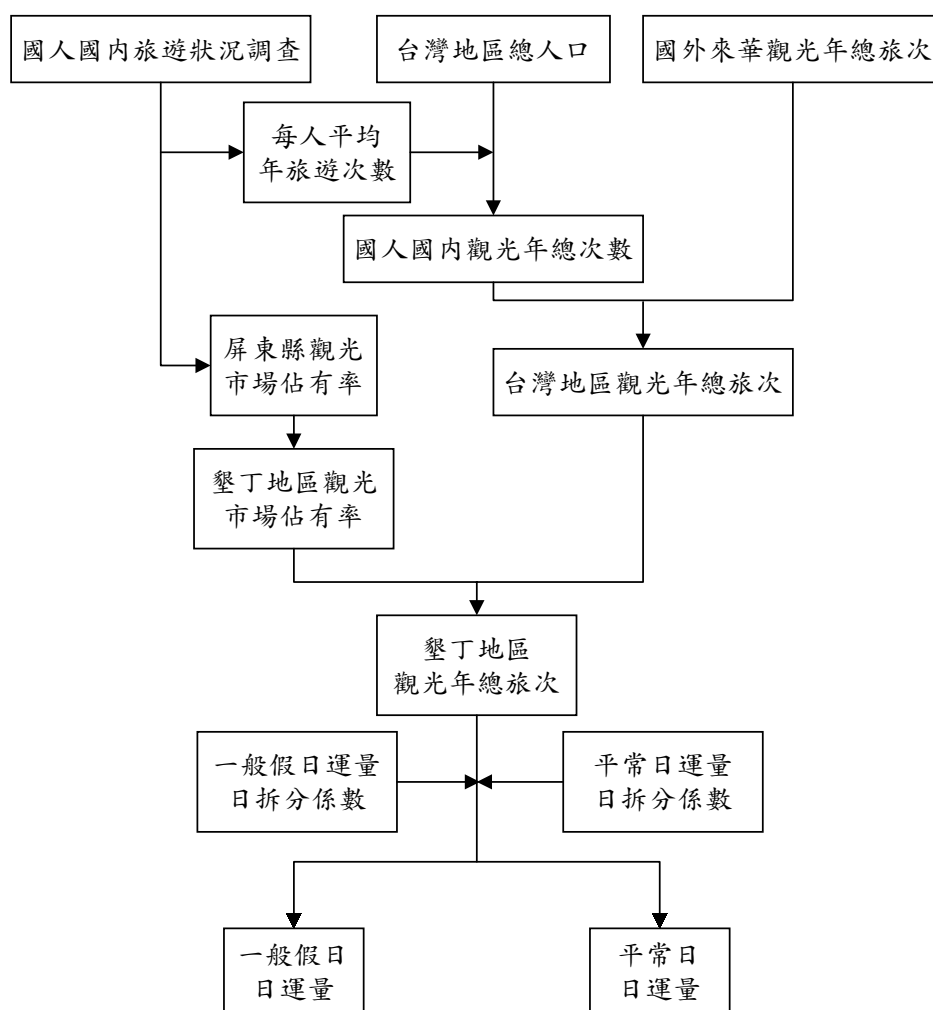 國人國內旅遊狀況調查
台灣地區總人口
國外來華觀光年總旅次
每人平均
年旅遊次數
國人國內觀光年總次數
屏東縣觀光
市場佔有率
台灣地區觀光年總旅次
墾丁地區觀光
市場佔有率
墾丁地區
觀光年總旅次
一般假日運量
日拆分係數
平常日運量
日拆分係數
一般假日
日運量
平常日
日運量